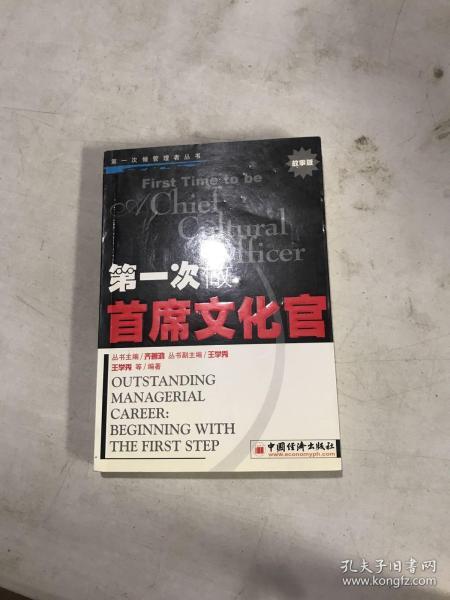 第一次做管理者丛书
故事版
First Time to be
A Chief
Cultural
Officer
第一次做
首席文化官
丛书主编/齐善鸿 丛书副主编/王学秀
王学秀 等/编著
OUTSTANDING
MANAGERIAL
CAREER:
BEGINNING WITH
THE FIRST STEP
中国经济出版社
www.economyph.com
孔夫子旧书网
www.kongfz.com